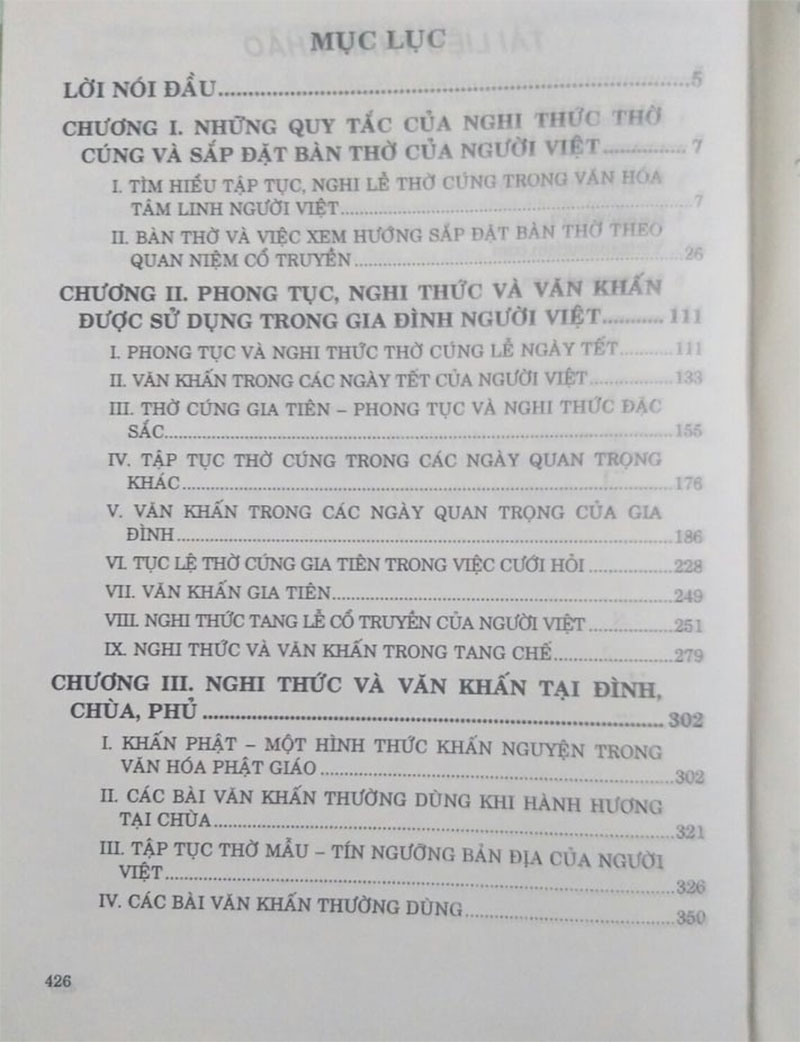 MỤC LỤC
LỜI NÓI ĐẦU.......................................................5
CHƯƠNG I. NHỮNG QUY TẮC CỦA NGHI THỨC THỜ
CÚNG VÀ SẮP ĐẶT BÀN THỜ CỦA NGƯỜI VIỆT.............. 7
I. TÌM HIỂU TẬP TỤC, NGHI LỄ THỜ CÚNG TRONG VĂN HÓA
TÂM LINH NGƯỜI VIỆT.......................................................7
II. BÀN THỜ VÀ VIỆC XEM HƯỚNG SẮP ĐẶT BÀN THỜ THEO
QUAN NIỆM CỔ TRUYỀN.......................................................26
CHƯƠNG II. PHONG TỤC, NGHI THỨC VÀ VĂN KHẤN
ĐƯỢC SỬ DỤNG TRONG GIA ĐÌNH NGƯỜI VIỆT........... 111
I. PHONG TỤC VÀ NGHI THỨC THỜ CÚNG LỄ NGÀY TẾT............111
II. VĂN KHẤN TRONG CÁC NGÀY TẾT CỦA NGƯỜI VIỆT................133
III. THỜ CÚNG GIA TIÊN – PHONG TỤC VÀ NGHI THỨC ĐẶC
SẮC.......................................................155
IV. TẬP TỤC THỜ CÚNG TRONG CÁC NGÀY QUAN TRỌNG
KHÁC.......................................................176
V. VĂN KHẤN TRONG CÁC NGÀY QUAN TRỌNG CỦA GIA
ĐÌNH.......................................................186
VI. TỤC LỆ THỜ CÚNG GIA TIÊN TRONG VIỆC CƯỚI HỎI................228
VII. VĂN KHẤN GIA TIÊN.......................................................249
VIII. NGHI THỨC TANG LỄ CỔ TRUYỀN CỦA NGƯỜI VIỆT................251
IX. NGHI THỨC VÀ VĂN KHẤN TRONG TANG CHẾ......................279
CHƯƠNG III. NGHI THỨC VÀ VĂN KHẤN TẠI ĐÌNH,
CHÙA, PHỦ.......................................................302
I. KHẤN PHẬT – MỘT HÌNH THỨC KHẤN NGUYỆN TRONG
VĂN HÓA PHẬT GIÁO.......................................................302
II. CÁC BÀI VĂN KHẤN THƯỜNG DÙNG KHI HÀNH HƯƠNG
TẠI CHÙA.......................................................321
III. TẬP TỤC THỜ MẪU – TÍN NGƯỠNG BẢN ĐỊA CỦA NGƯỜI
VIỆT.......................................................326
IV. CÁC BÀI VĂN KHẤN THƯỜNG DÙNG..............................350
426